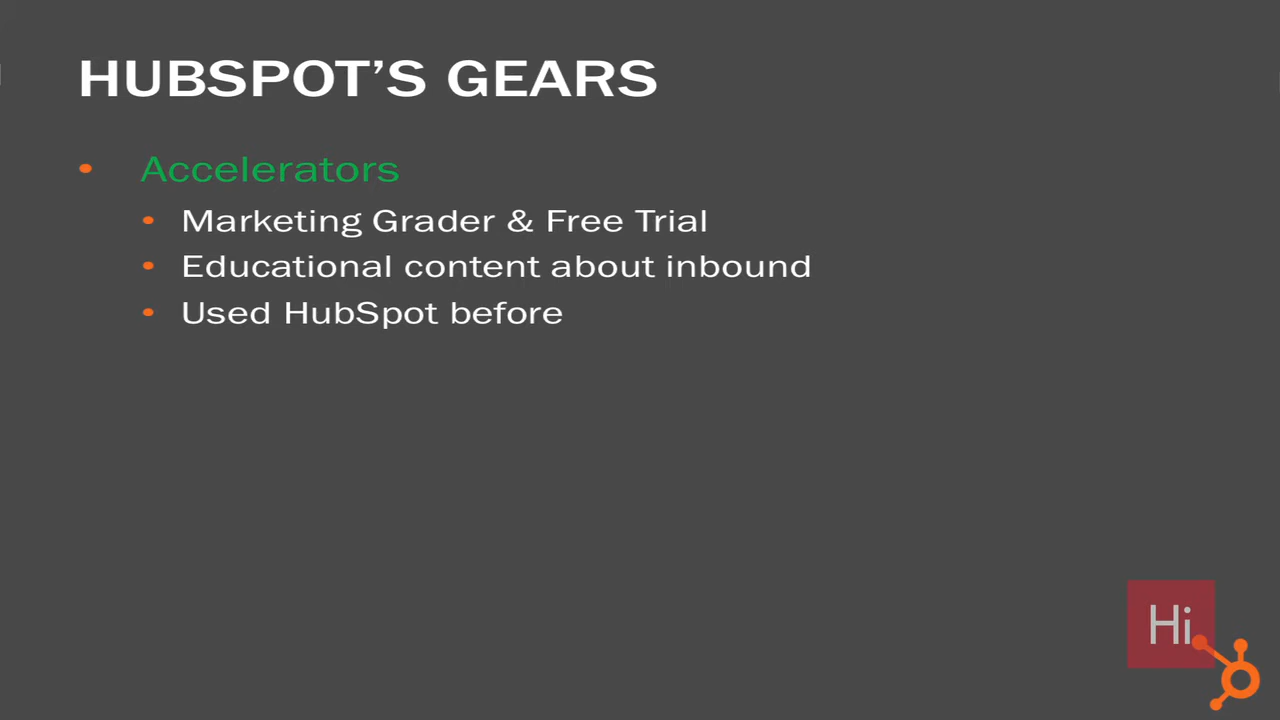 HUBSPOT’S GEARS
Accelerators
Marketing Grader & Free Trial
Educational content about inbound
Used HubSpot before
Hi